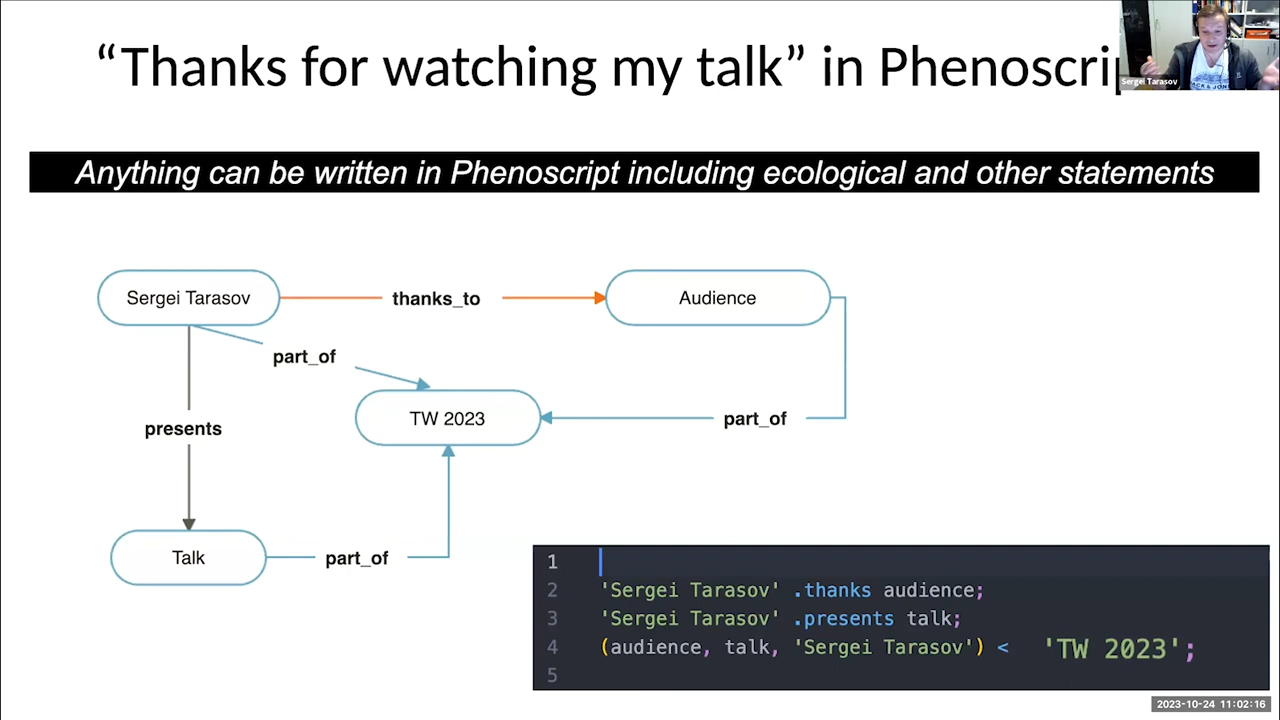 “Thanks for watching my talk” in Phenoscrip
Sergei Tarasov
Anything can be written in Phenoscript including ecological and other statements
Sergei Tarasov
thanks_to
Audience
part_of
TW 2023
part_of
presents
Talk
part_of
1
2 'Sergei Tarasov' .thanks audience;
3 'Sergei Tarasov' .presents talk;
4 (audience, talk, 'Sergei Tarasov') < 'TW 2023';
5
2023-10-24 11:02:16